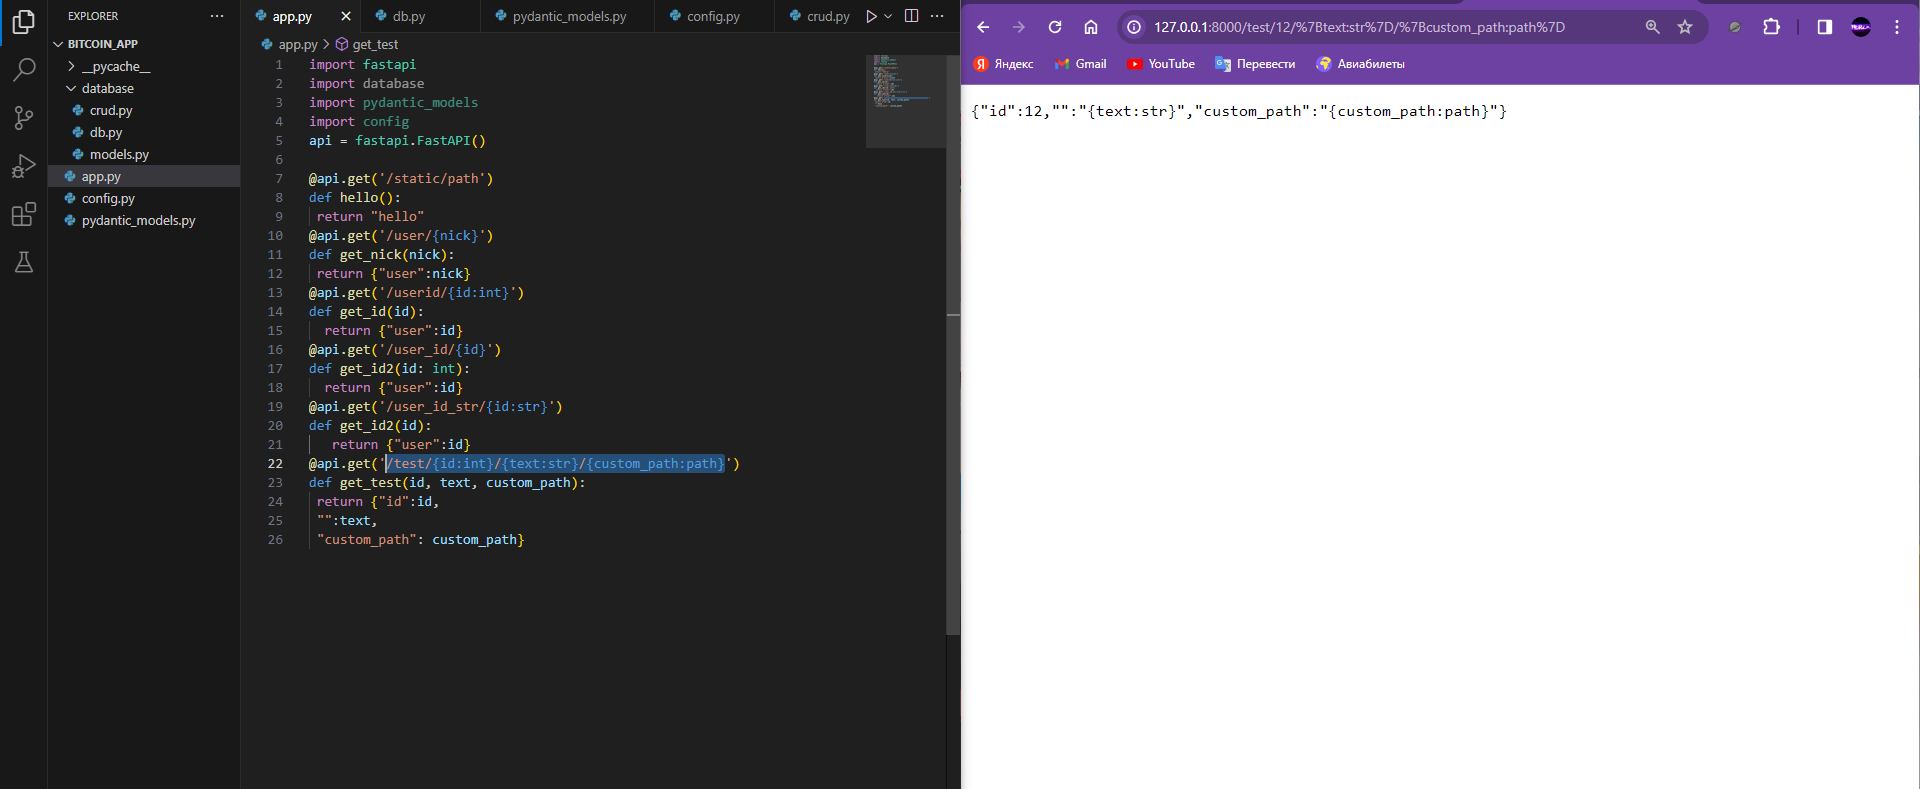 EXPLORER
BITCOIN_APP
__pycache__
database
crud.py
db.py
models.py
app.py
config.py
pydantic_models.py
app.py
db.py
pydantic_models.py
config.py
crud.py
app.py > get_test
1 import fastapi
2 import database
3 import pydantic_models
4 import config
5 api = fastapi.FastAPI()
6
7 @api.get('/static/path')
8 def hello():
9 return "hello"
10 @api.get('/user/{nick}')
11 def get_nick(nick):
12 return {"user":nick}
13 @api.get('/userid/{id:int}')
14 def get_id(id):
15 return {"user":id}
16 @api.get('/user_id/{id}')
17 def get_id2(id: int):
18 return {"user":id}
19 @api.get('/user_id_str/{id:str}')
20 def get_id2(id):
21 return {"user":id}
22 @api.get('/test/{id:int}/{text:str}/{custom_path:path}')
23 def get_test(id, text, custom_path):
24 return {"id":id,
25 "":text,
26 "custom_path": custom_path}
127.0.0.1:8000/test/12/%7Btext:str%7D/%7Bcustom_path:path%7D
Яндекс
Gmail
YouTube
Перевести
Авиабилеты
{"id":12,"":"{text:str}","custom_path":"{custom_path:path}"}